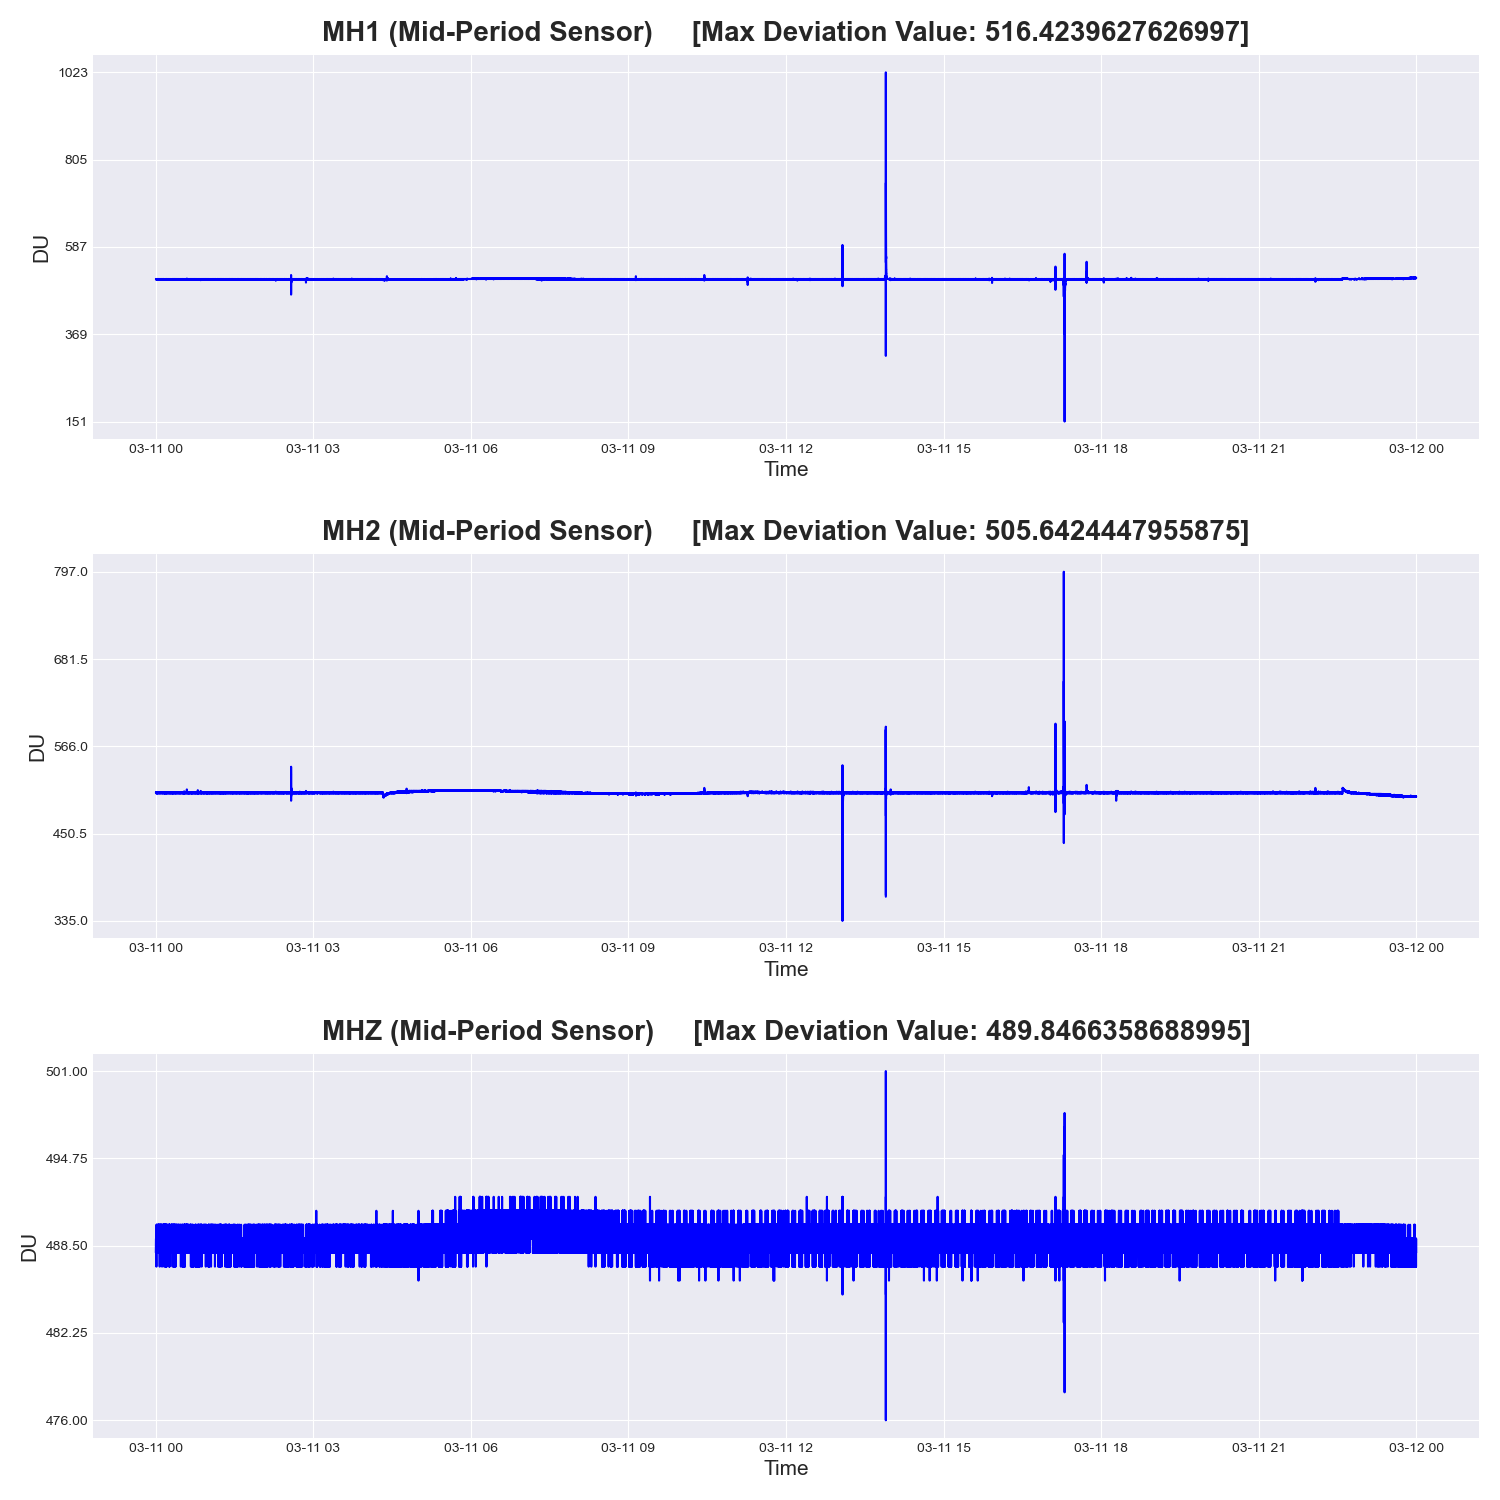 MH1 (Mid-Period Sensor) [Max Deviation Value: 516.4239627626997]
1023
805
587
369
151
DU
03-11 00 03-11 03 03-11 06 03-11 09 03-11 12 03-11 15 03-11 18 03-11 21 03-12 00
Time
MH2 (Mid-Period Sensor) [Max Deviation Value: 505.6424447955875]
797.0
681.5
566.0
450.5
335.0
DU
03-11 00 03-11 03 03-11 06 03-11 09 03-11 12 03-11 15 03-11 18 03-11 21 03-12 00
Time
MHZ (Mid-Period Sensor) [Max Deviation Value: 489.8466358688995]
501.00
494.75
488.50
482.25
476.00
DU
03-11 00 03-11 03 03-11 06 03-11 09 03-11 12 03-11 15 03-11 18 03-11 21 03-12 00
Time